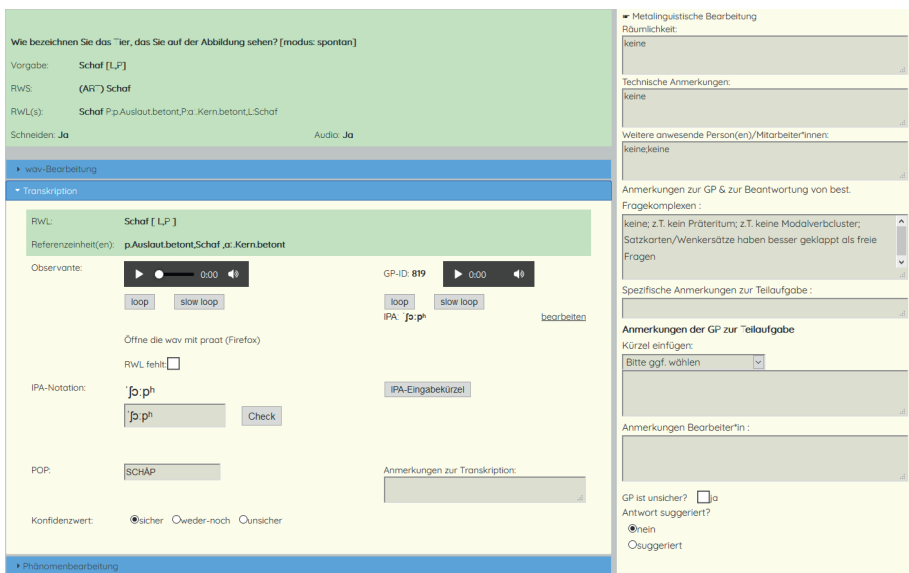 Wie bezeichnen Sie das Tier, das Sie auf der Abbildung sehen? [modus: spontan]
Vorgabe: Schaf [L,P]
RWS: Schaf
RWL(s): Schaf P:p.Auslaut.betont,P:a:.Kern.betont,L:Schaf
Schneiden: Ja Audio: Ja
wav-Bearbeitung
Transkription
RWL: Schaf [ L,P ]
Referenzeinheit(en): p.Auslaut.betont,Schaf ,a:.Kern.betont
Observante: 0:00 GP-ID: 819 0:00
loop slow loop loop slow loop
IPA: ˈʃɔːpʰ bearbeiten
Öffne die wav mit praat (Firefox)
RWL fehlt:
IPA-Notation: ˈʃɔːpʰ IPA-Eingabekürzel
ˈʃɔːpʰ Check
POP: SCHÅP Anmerkungen zur Transkription:
Konfidenzwert: sicher weder-noch unsicher
Phänomenbearbeitung
☛ Metalinguistische Bearbeitung
Räumlichkeit:
keine
Technische Anmerkungen:
keine
Weitere anwesende Person(en)/Mitarbeiter*innen:
keine;keine
Anmerkungen zur GP & zur Beantwortung von best.
Fragekomplexen :
keine; z.T. kein Präteritum; z.T. keine Modalverbcluster;
Satzkarten/Wenkersätze haben besser geklappt als freie
Fragen
Spezifische Anmerkungen zur Teilaufgabe :
Anmerkungen der GP zur Teilaufgabe
Kürzel einfügen:
Bitte ggf. wählen
Anmerkungen Bearbeiter*in :
GP ist unsicher? ja
Antwort suggeriert?
nein
suggeriert